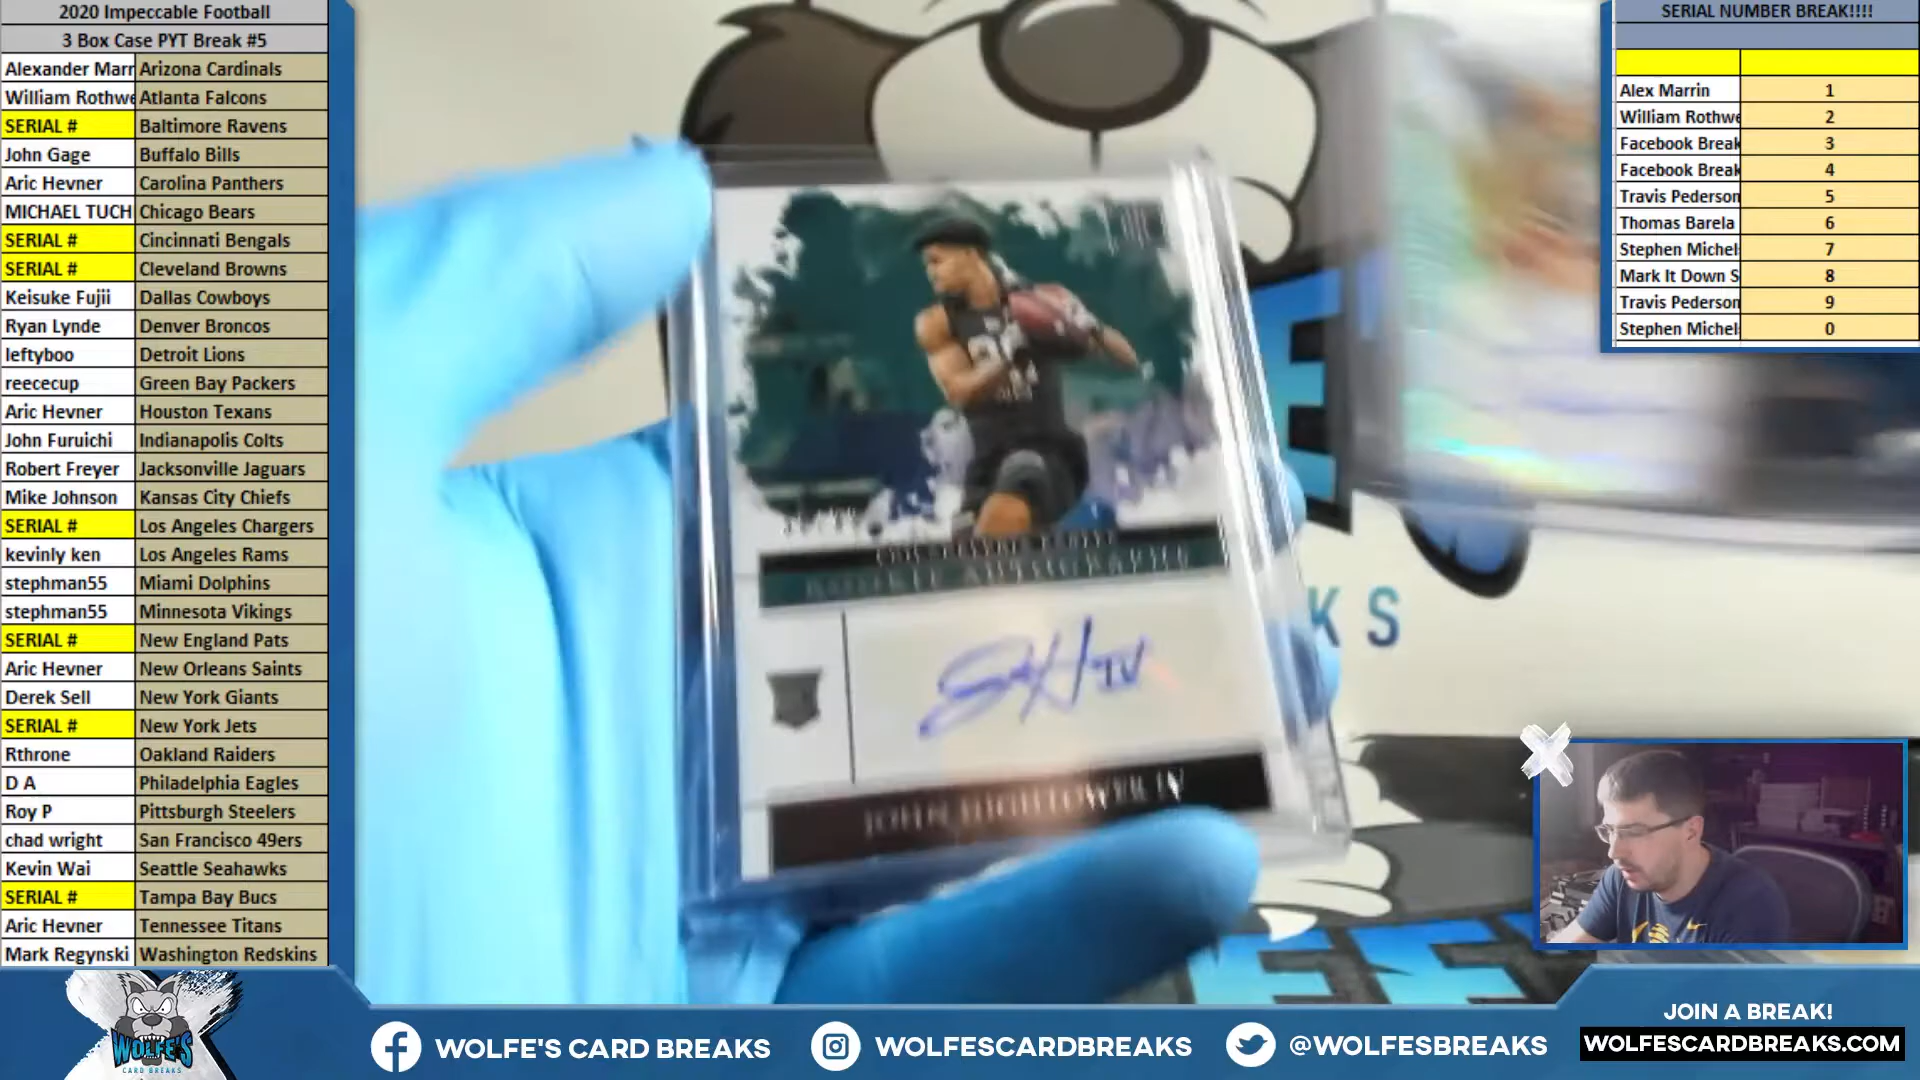 2020 Impeccable Football
3 Box Case PYT Break #5
Alexander Marr Arizona Cardinals
William Rothwe Atlanta Falcons
SERIAL # Baltimore Ravens
John Gage Buffalo Bills
Aric Hevner Carolina Panthers
MICHAEL TUCH Chicago Bears
SERIAL # Cincinnati Bengals
SERIAL # Cleveland Browns
Keisuke Fujii Dallas Cowboys
Ryan Lynde Denver Broncos
leftyboo Detroit Lions
reececup Green Bay Packers
Aric Hevner Houston Texans
John Furuichi Indianapolis Colts
Robert Freyer Jacksonville Jaguars
Mike Johnson Kansas City Chiefs
SERIAL # Los Angeles Chargers
kevinly ken Los Angeles Rams
stephman55 Miami Dolphins
stephman55 Minnesota Vikings
SERIAL # New England Pats
Aric Hevner New Orleans Saints
Derek Sell New York Giants
SERIAL # New York Jets
Rthrone Oakland Raiders
D A Philadelphia Eagles
Roy P Pittsburgh Steelers
chad wright San Francisco 49ers
Kevin Wai Seattle Seahawks
SERIAL # Tampa Bay Bucs
Aric Hevner Tennessee Titans
Mark Regynski Washington Redskins
SERIAL NUMBER BREAK!!!!
Alex Marrin 1
William Rothwe 2
Facebook Break 3
Facebook Break 4
Travis Pederson 5
Thomas Barela 6
Stephen Michel 7
Mark It Down S 8
Travis Pederson 9
Stephen Michel 0
ROOKIE AUTOGRAPHS
JOHN HIGHTOWER IV
K S
WOLFE'S
CARD BREAKS
WOLFE'S CARD BREAKS
WOLFESCARDBREAKS
@WOLFESBREAKS
JOIN A BREAK!
WOLFESCARDBREAKS.COM